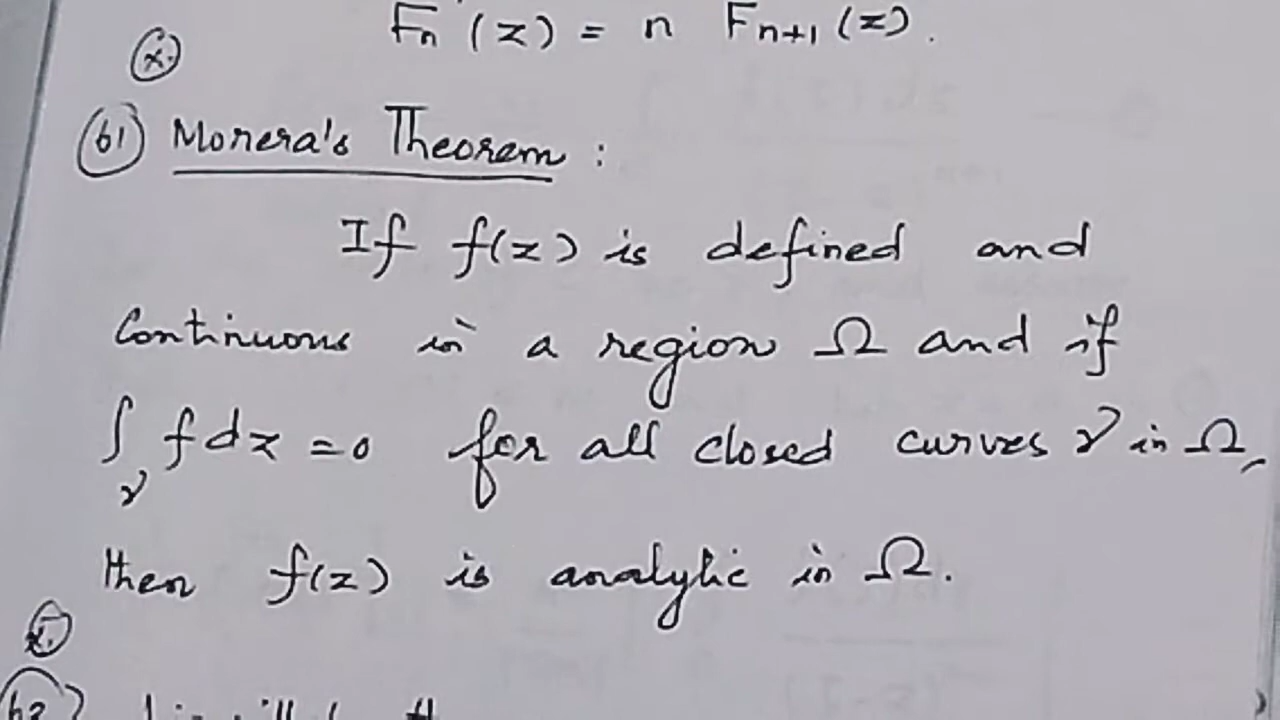 Fn'(z) = n Fn+1(z).
(x.)
(61) Morera's Theorem :
If f(z) is defined and
Continuous in a region Ω and if
∫γ f dz = 0 for all closed curves γ in Ω,
then f(z) is analytic in Ω.